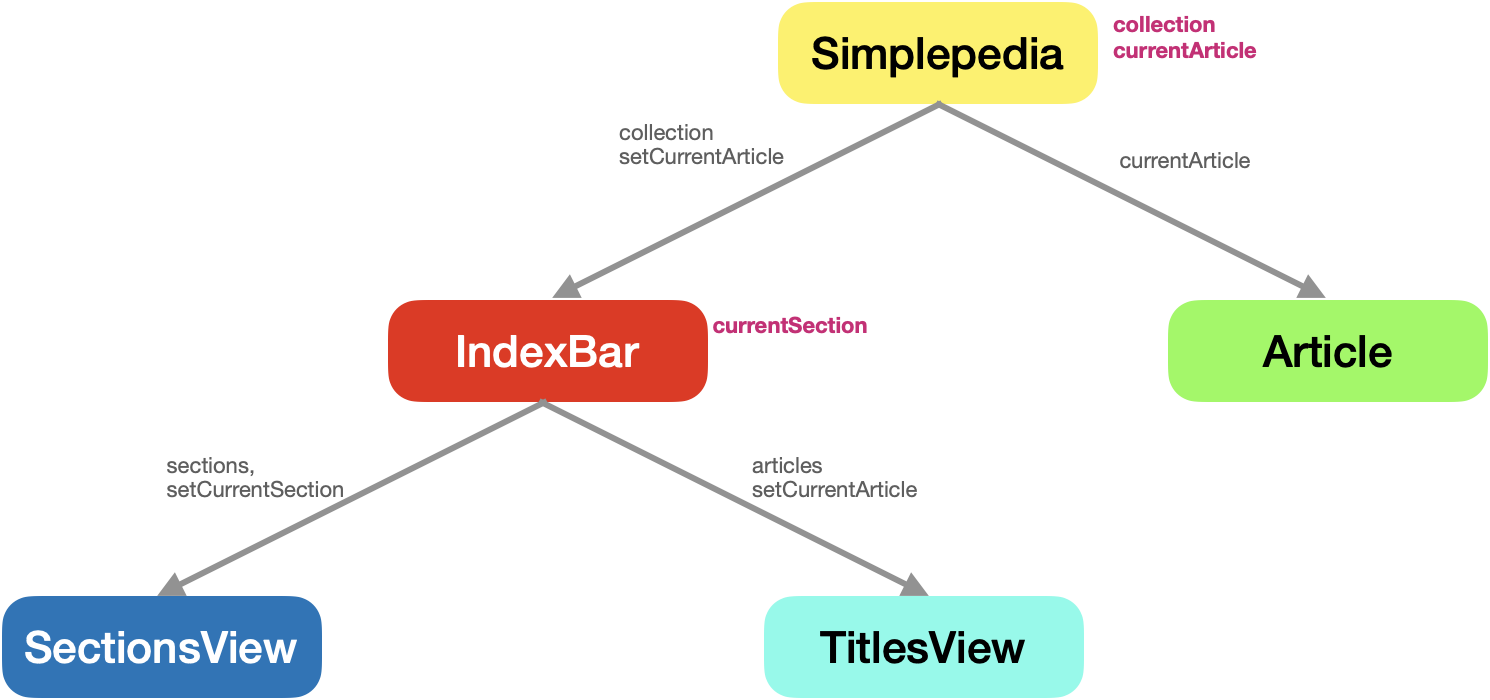 Simplepedia
collection
currentArticle
collection
setCurrentArticle
currentArticle
IndexBar
currentSection
Article
sections,
setCurrentSection
articles
setCurrentArticle
SectionsView
TitlesView